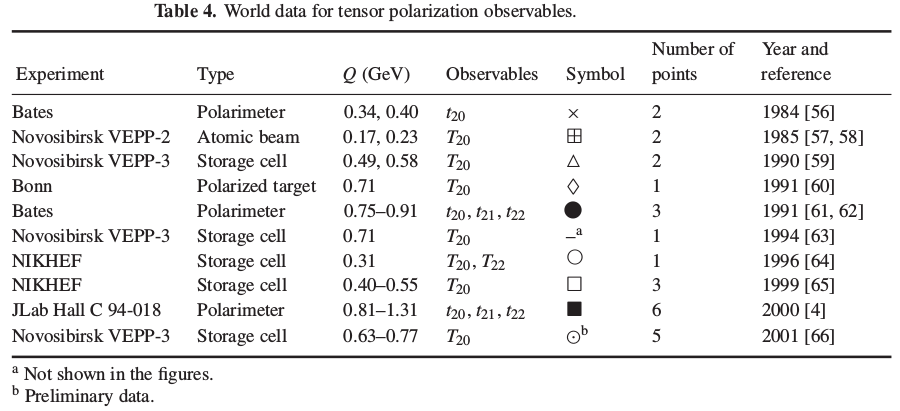 Table 4. World data for tensor polarization observables.
Number of Year and
Experiment Type Q (GeV) Observables Symbol points reference
Bates Polarimeter 0.34, 0.40 t20 × 2 1984 [56]
Novosibirsk VEPP-2 Atomic beam 0.17, 0.23 T20 ⊞ 2 1985 [57, 58]
Novosibirsk VEPP-3 Storage cell 0.49, 0.58 T20 △ 2 1990 [59]
Bonn Polarized target 0.71 T20 ◇ 1 1991 [60]
Bates Polarimeter 0.75–0.91 t20, t21, t22 ● 3 1991 [61, 62]
Novosibirsk VEPP-3 Storage cell 0.71 T20 –a 1 1994 [63]
NIKHEF Storage cell 0.31 T20, T22 ○ 1 1996 [64]
NIKHEF Storage cell 0.40–0.55 T20 □ 3 1999 [65]
JLab Hall C 94-018 Polarimeter 0.81–1.31 t20, t21, t22 ■ 6 2000 [4]
Novosibirsk VEPP-3 Storage cell 0.63–0.77 T20 ⊙b 5 2001 [66]
a Not shown in the figures.
b Preliminary data.